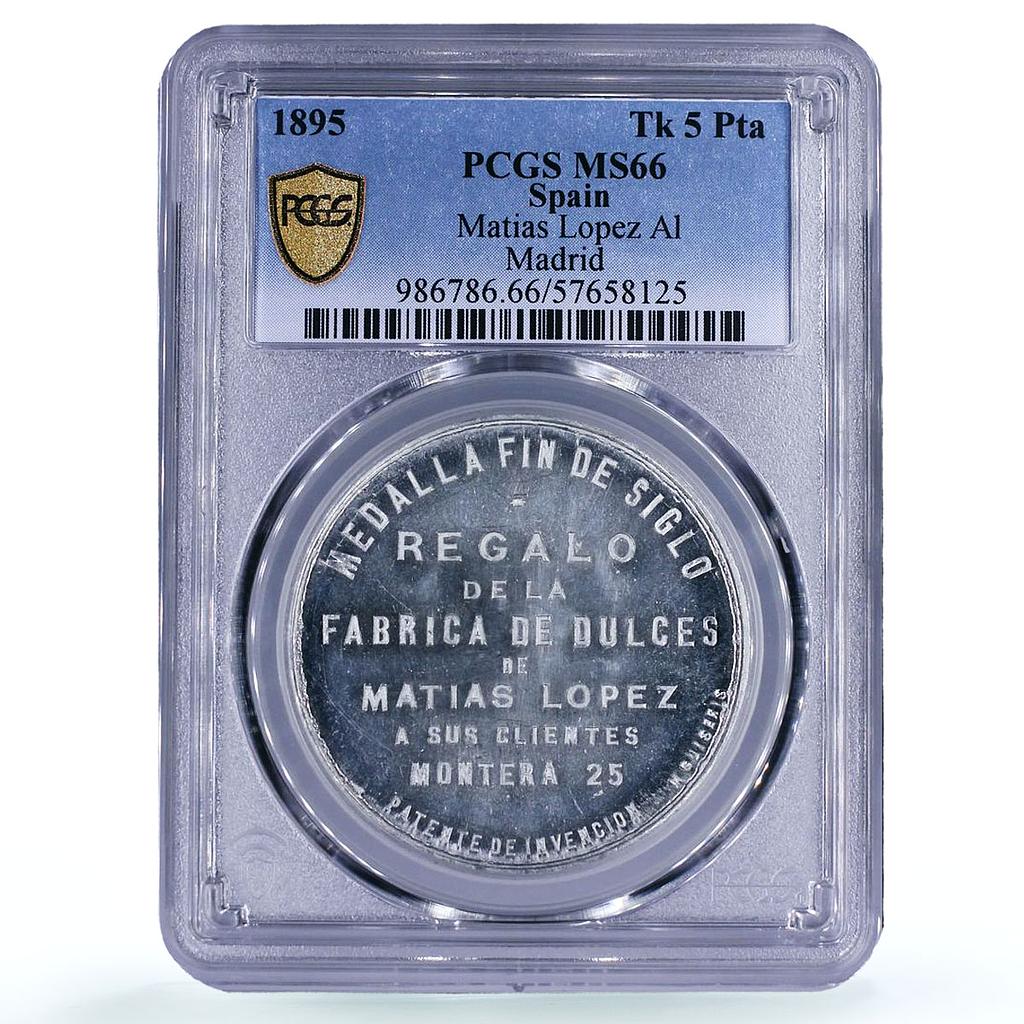 1895 Tk 5 Pta
PCGS MS66
PCGS
Spain
Matias Lopez Al
Madrid
986786.66/57658125
MEDALLA FIN DE SIGLO
REGALO
DE LA
FABRICA DE DULCES
DE
MATIAS LOPEZ
A SUS CLIENTES
MONTERA 25
PATENTE DE INVENCION
PCGS